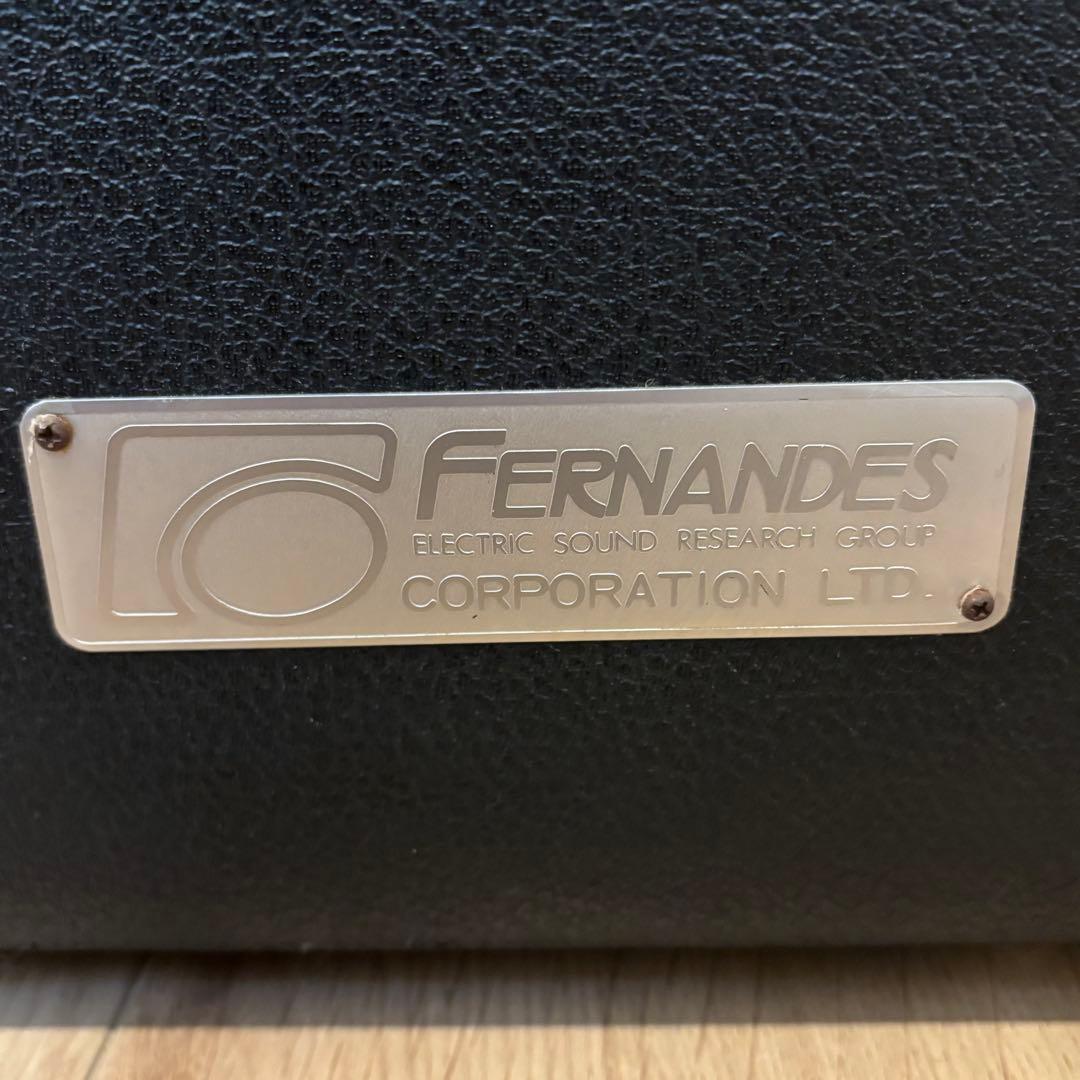 FERNANDES
ELECTRIC SOUND RESEARCH GROUP
CORPORATION LTD.